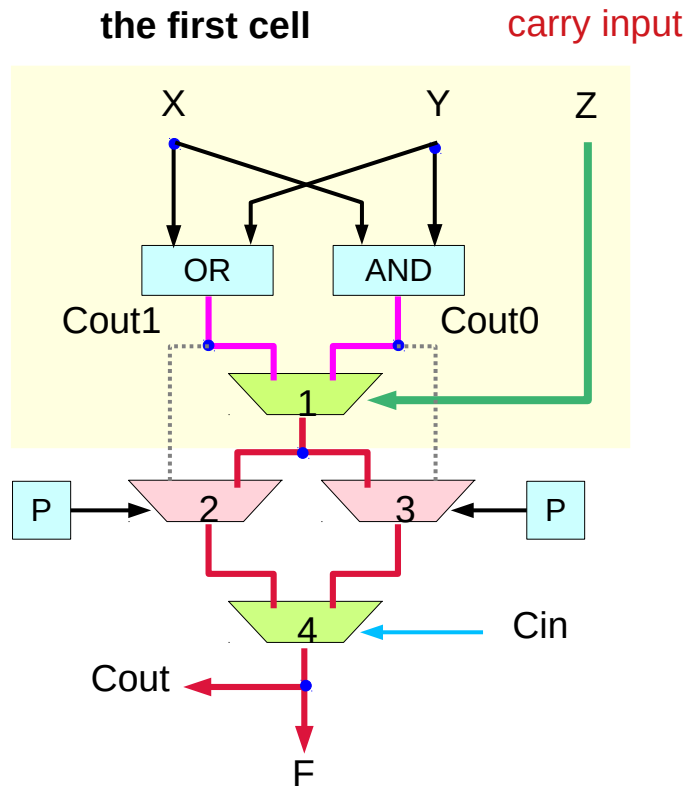 the first cell
carry input
X
Y
Z
OR
AND
Cout1
Cout0
1
P
2
3
P
4
Cin
Cout
F